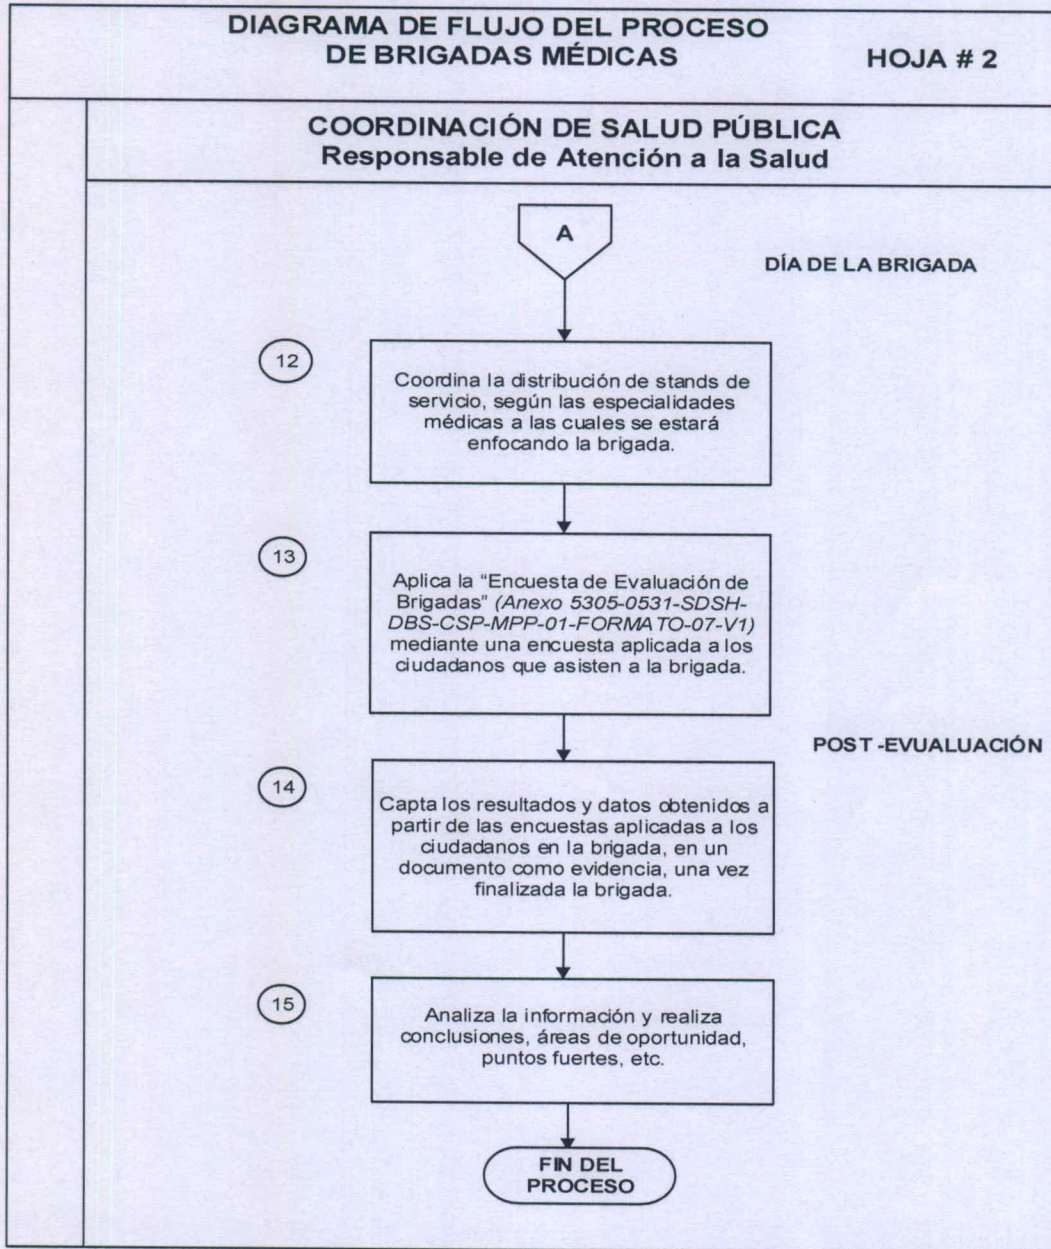 DIAGRAMA DE FLUJO DEL PROCESO
DE BRIGADAS MÉDICAS
HOJA # 2
COORDINACIÓN DE SALUD PÚBLICA
Responsable de Atención a la Salud
A
DÍA DE LA BRIGADA
12
Coordina la distribución de stands de
servicio, según las especialidades
médicas a las cuales se estará
enfocando la brigada.
13
Aplica la “Encuesta de Evaluación de
Brigadas” (Anexo 5305-0531-SDSH-
DBS-CSP-MPP-01-FORMATO-07-V1)
mediante una encuesta aplicada a los
ciudadanos que asisten a la brigada.
POST -EVUALUACIÓN
14
Capta los resultados y datos obtenidos a
partir de las encuestas aplicadas a los
ciudadanos en la brigada, en un
documento como evidencia, una vez
finalizada la brigada.
15
Analiza la información y realiza
conclusiones, áreas de oportunidad,
puntos fuertes, etc.
FIN DEL
PROCESO